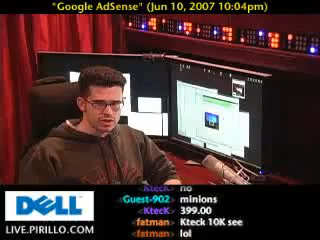 "Google AdSense" (Jun 10, 2007 10:04pm)
DELL
LIVE.PIRILLO.COM
KtecK> no
<Guest-902> minions
<KtecK> 399.00
<fatman> Kteck 10K see
<fatman> lol